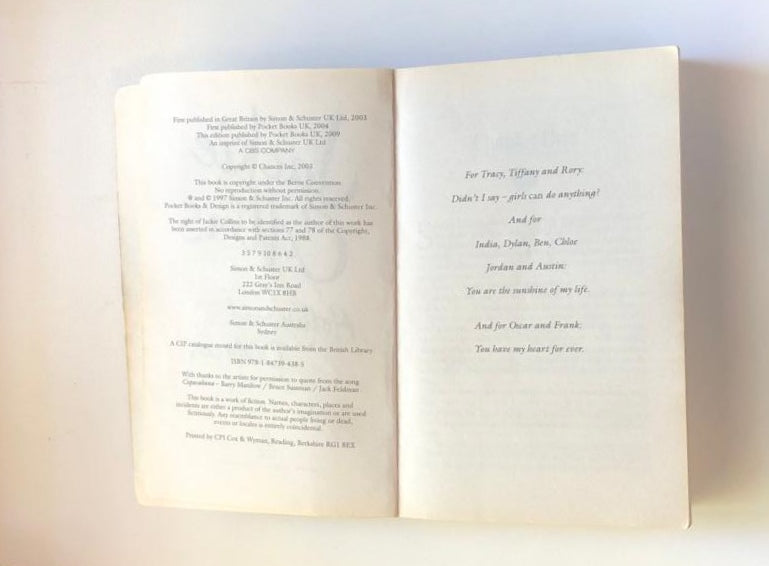 First published in Great Britain by Simon & Schuster UK Ltd, 2003
First published by Pocket Books UK, 2004
This edition published by Pocket Books UK, 2009
An imprint of Simon & Schuster UK Ltd
A CBS COMPANY
Copyright © Chances Inc, 2003
This book is copyright under the Berne Convention
No reproduction without permission.
® and © 1997 Simon & Schuster Inc. All rights reserved.
Pocket Books & Design is a registered trademark of Simon & Schuster Inc.
The right of Jackie Collins to be identified as the author of this work has
been asserted in accordance with sections 77 and 78 of the Copyright,
Designs and Patents Act, 1988.
3 5 7 9 10 8 6 4 2
Simon & Schuster UK Ltd
1st Floor
222 Gray's Inn Road
London WC1X 8HB
www.simonandschuster.co.uk
Simon & Schuster Australia
Sydney
A CIP catalogue record for this book is available from the British Library
ISBN 978-1-84739-438-5
With thanks to the artists for permission to quote from the song
Copacabana – Barry Manilow / Bruce Sussman / Jack Feldman
This book is a work of fiction. Names, characters, places and
incidents are either a product of the author's imagination or are used
fictitiously. Any resemblance to actual people living or dead,
events or locales is entirely coincidental.
Printed by CPI Cox & Wyman, Reading, Berkshire RG1 8EX
For Tracy, Tiffany and Rory:
Didn't I say – girls can do anything?
And for
India, Dylan, Ben, Chloe
Jordan and Austin:
You are the sunshine of my life.
And for Oscar and Frank:
You have my heart for ever.